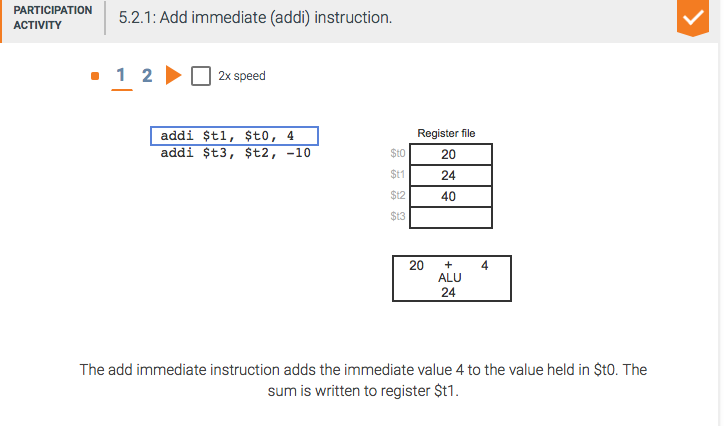 PARTICIPATION
ACTIVITY
5.2.1: Add immediate (addi) instruction.
1 2 2x speed
addi $t1, $t0, 4
addi $t3, $t2, -10
Register file
$t0 20
$t1 24
$t2 40
$t3
20 + 4
ALU
24
The add immediate instruction adds the immediate value 4 to the value held in $t0. The
sum is written to register $t1.